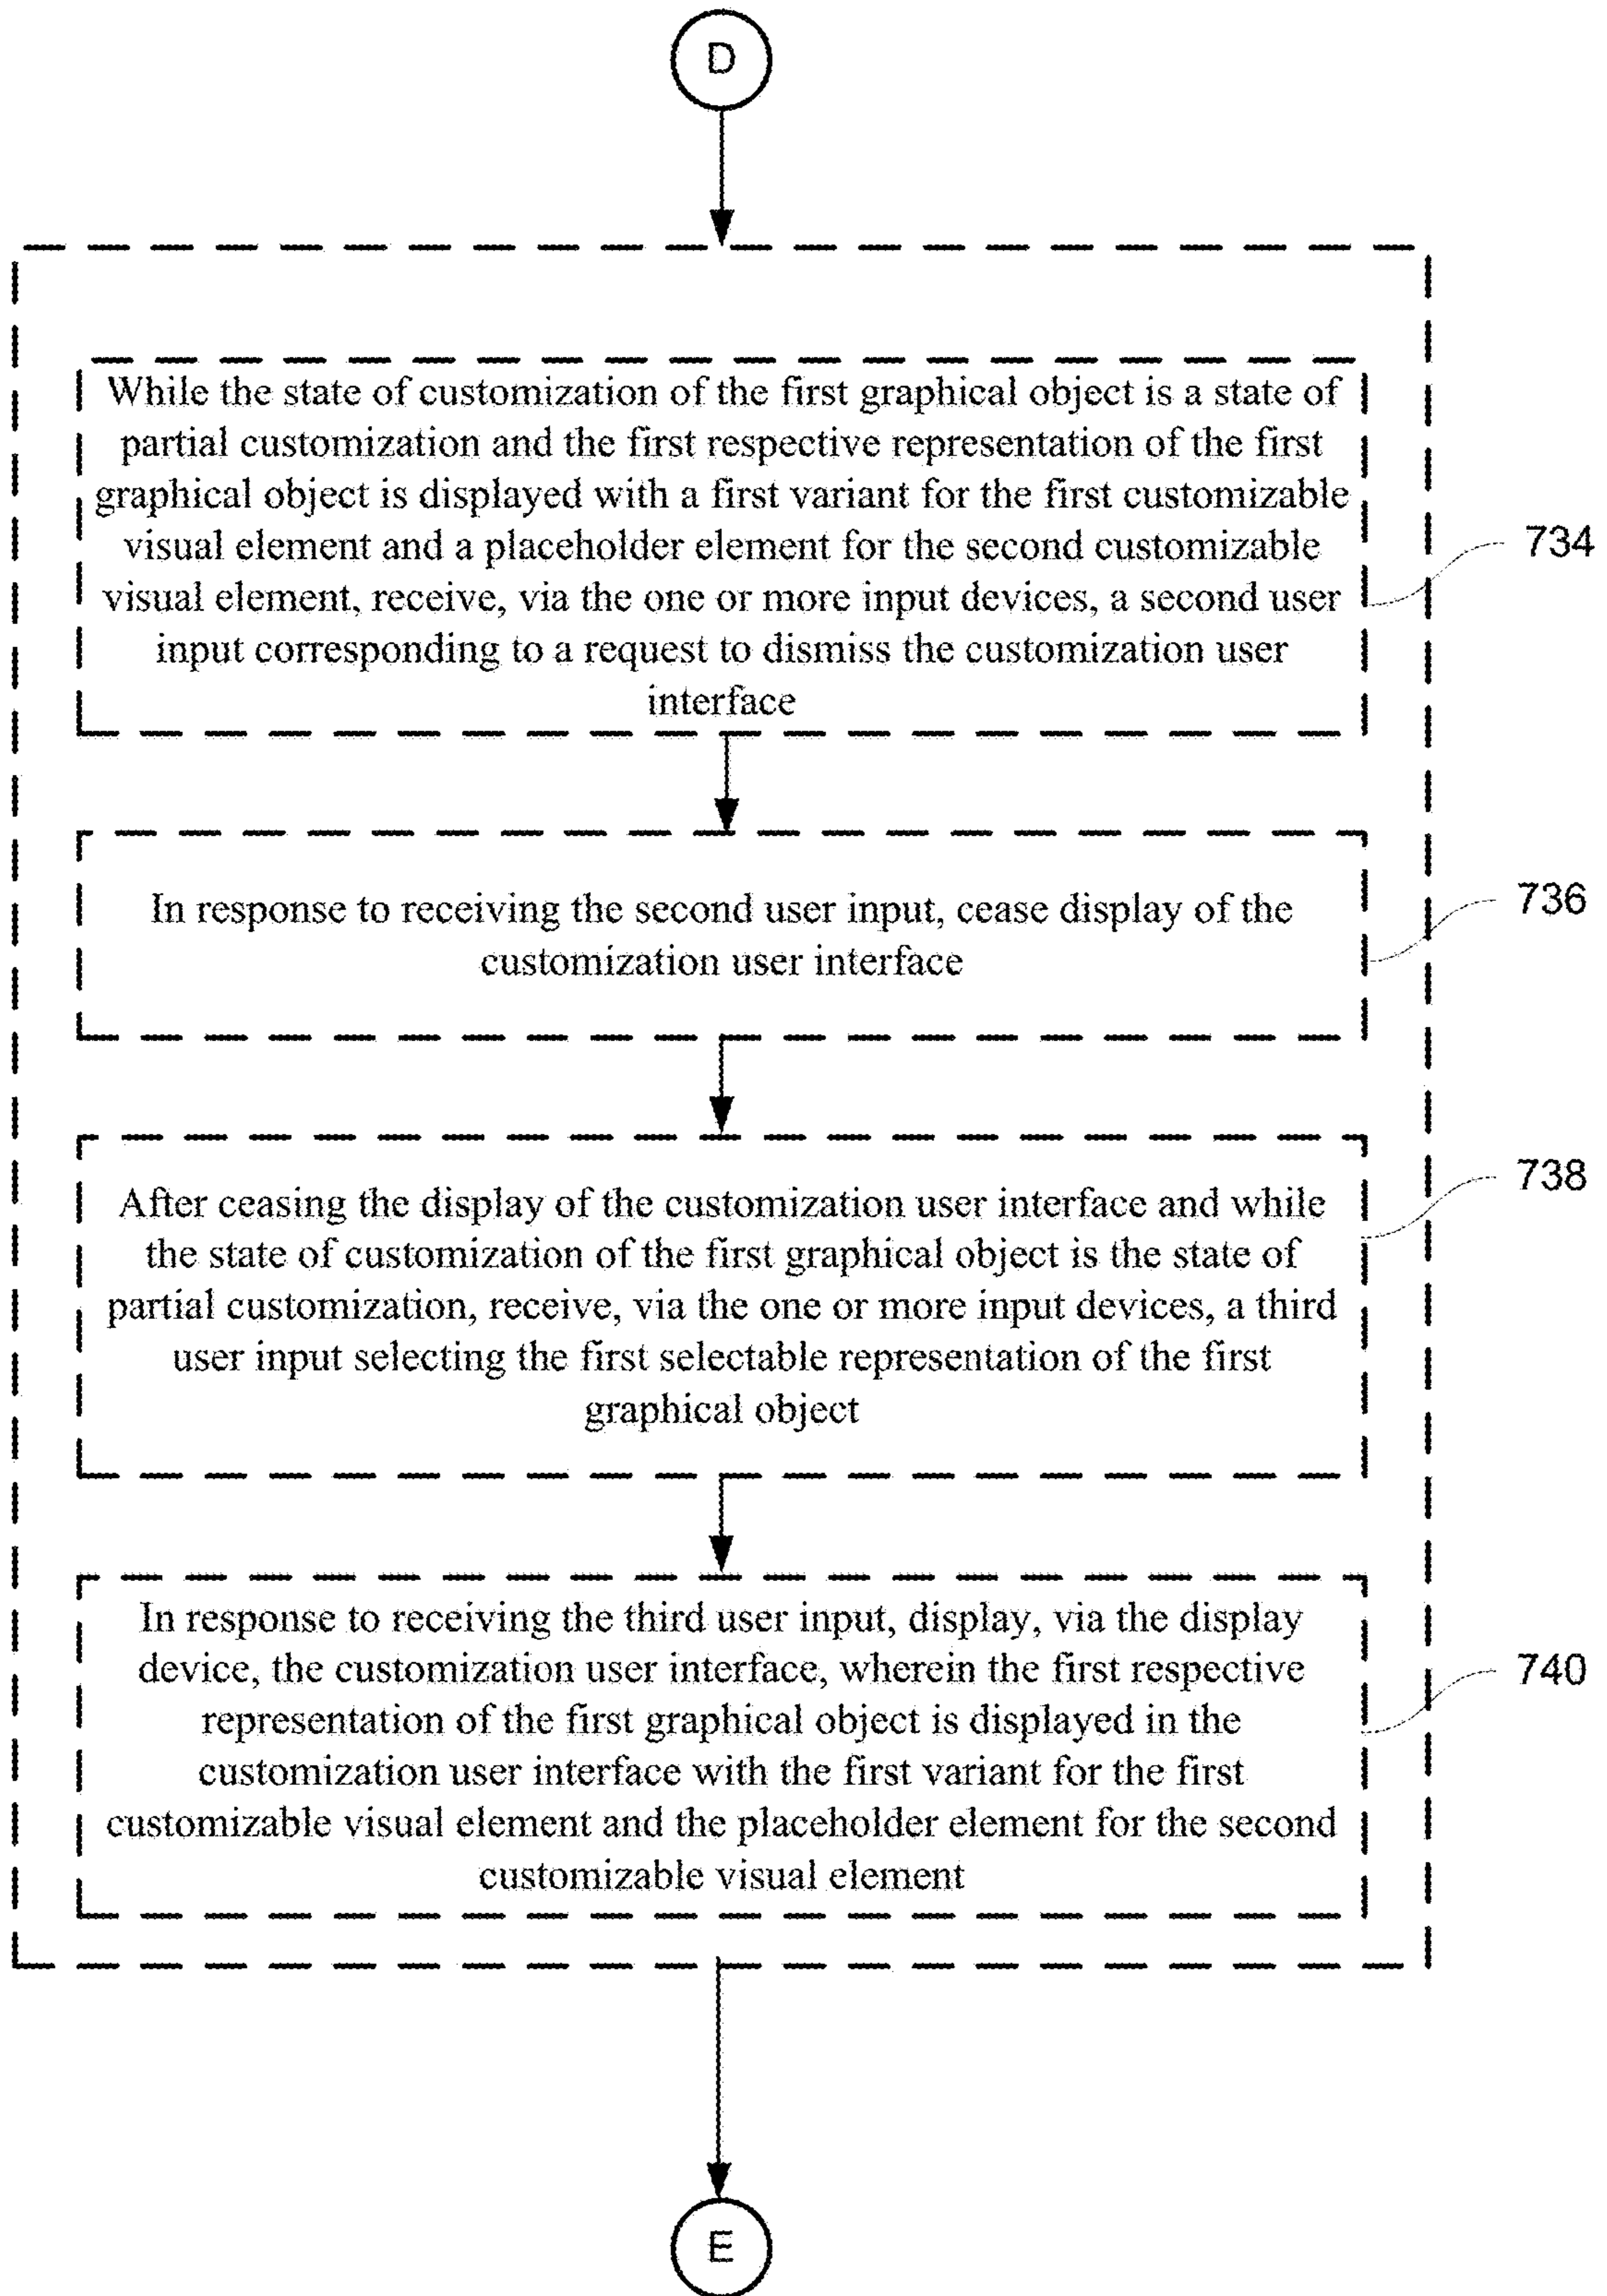 D
While the state of customization of the first graphical object is a state of
partial customization and the first respective representation of the first
graphical object is displayed with a first variant for the first customizable
visual element and a placeholder element for the second customizable
visual element, receive, via the one or more input devices, a second user
input corresponding to a request to dismiss the customization user
interface
734
In response to receiving the second user input, cease display of the
customization user interface
736
After ceasing the display of the customization user interface and while
the state of customization of the first graphical object is the state of
partial customization, receive, via the one or more input devices, a third
user input selecting the first selectable representation of the first
graphical object
738
In response to receiving the third user input, display, via the display
device, the customization user interface, wherein the first respective
representation of the first graphical object is displayed in the
customization user interface with the first variant for the first
customizable visual element and the placeholder element for the second
customizable visual element
740
E